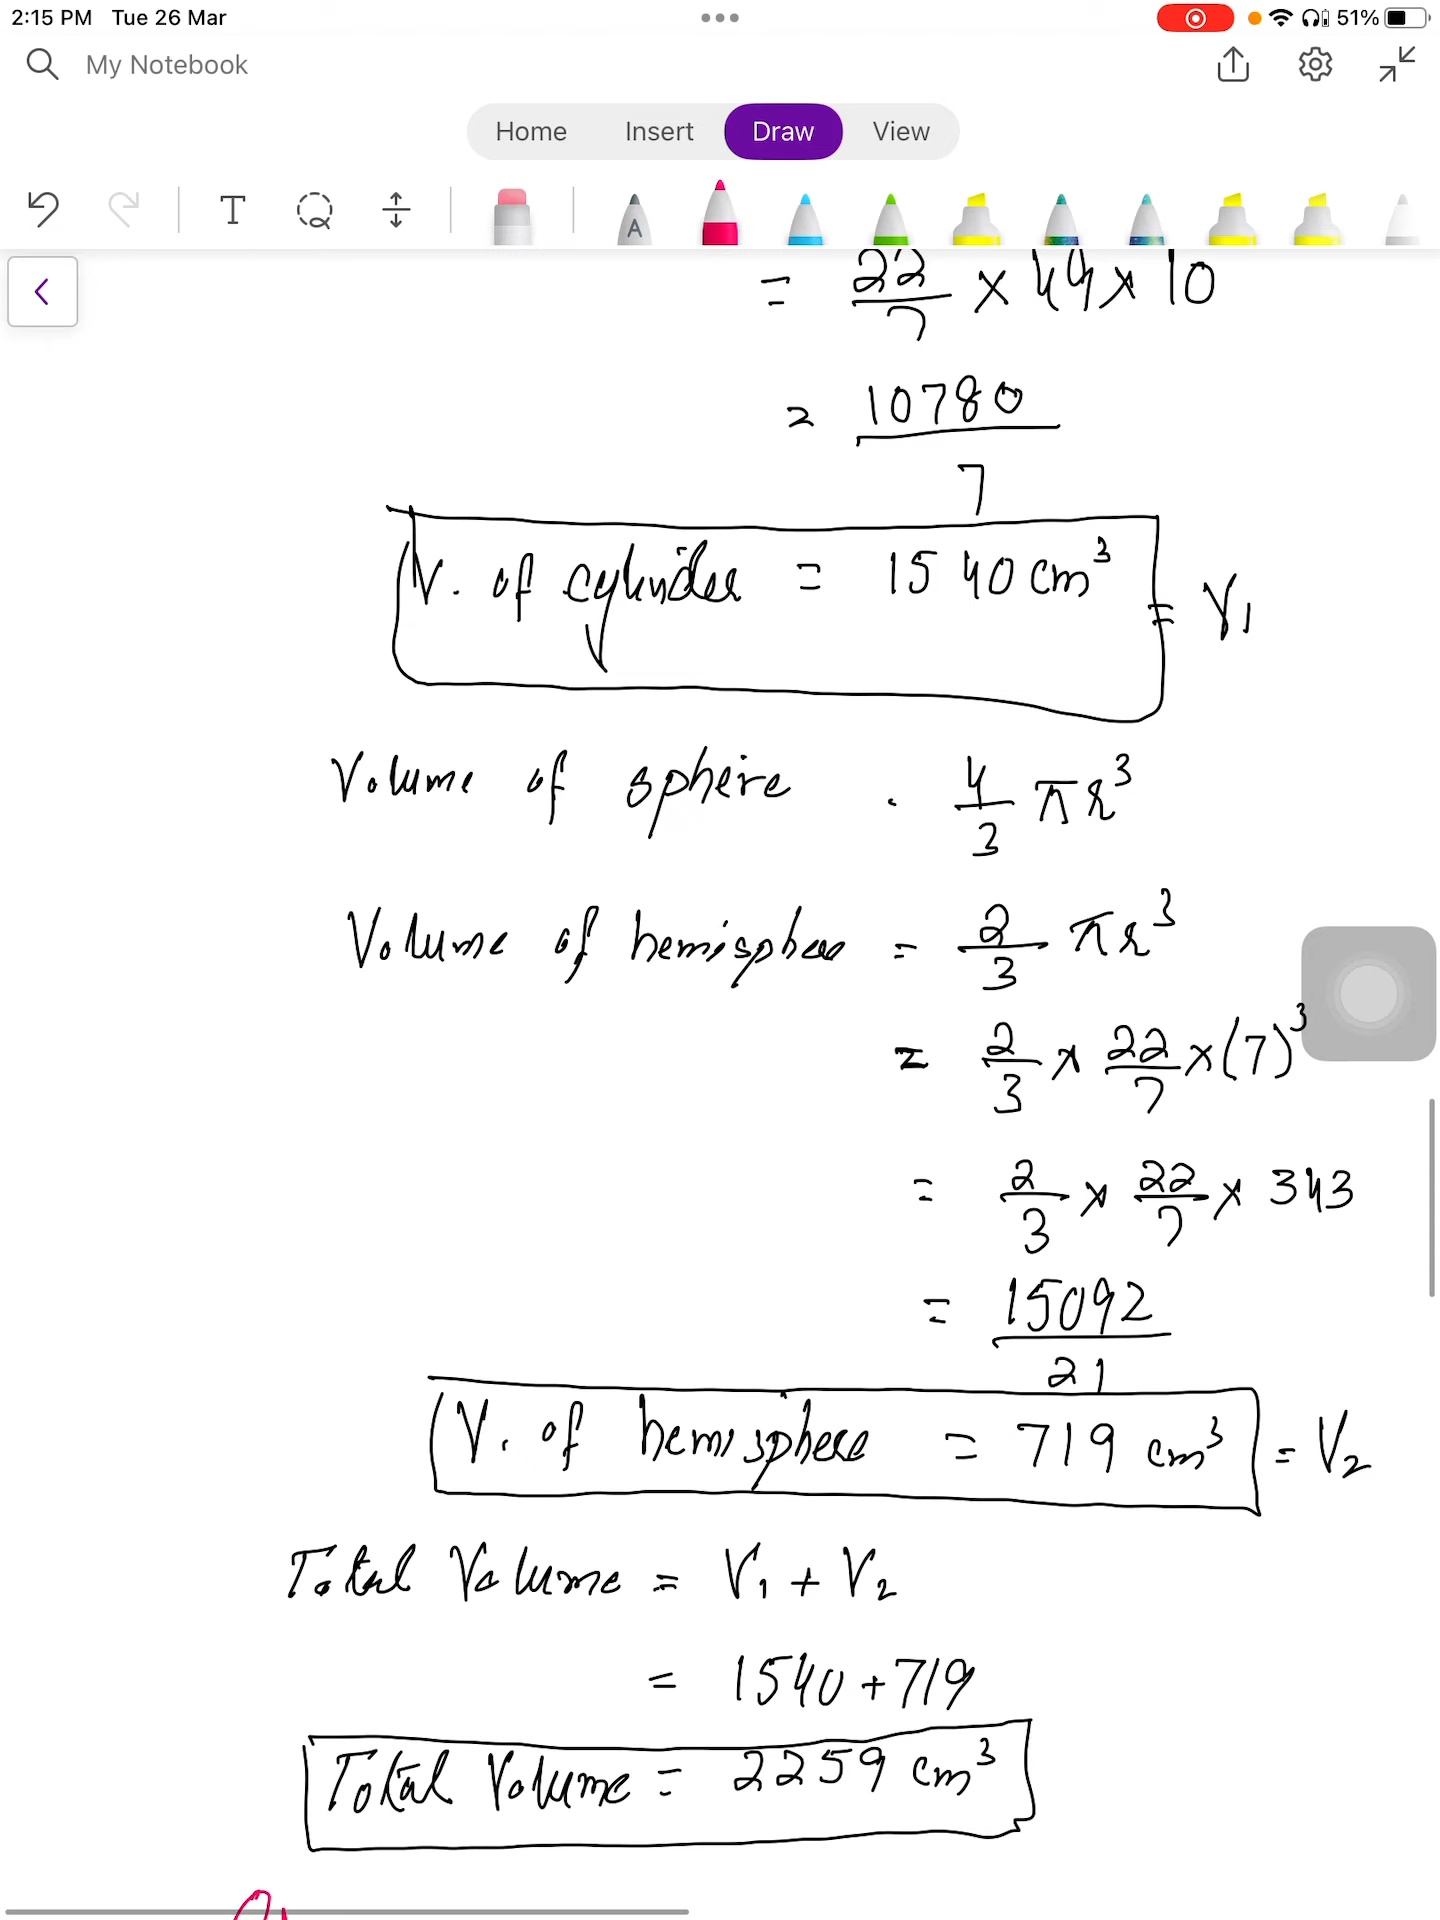 2:15 PM Tue 26 Mar
51%
My Notebook
Home Insert Draw View
T
A
= 22/7 × 49 × 10
= 10780/7
V. of cylinder = 1540 cm³ = V₁
Volume of sphere . 4/3 πr³
Volume of hemisphere = 2/3 πr³
= 2/3 × 22/7 × (7)³
= 2/3 × 22/7 × 343
= 15092/21
V. of hemisphere = 719 cm³ = V₂
Total Volume = V₁ + V₂
= 1540 + 719
Total Volume = 2259 cm³